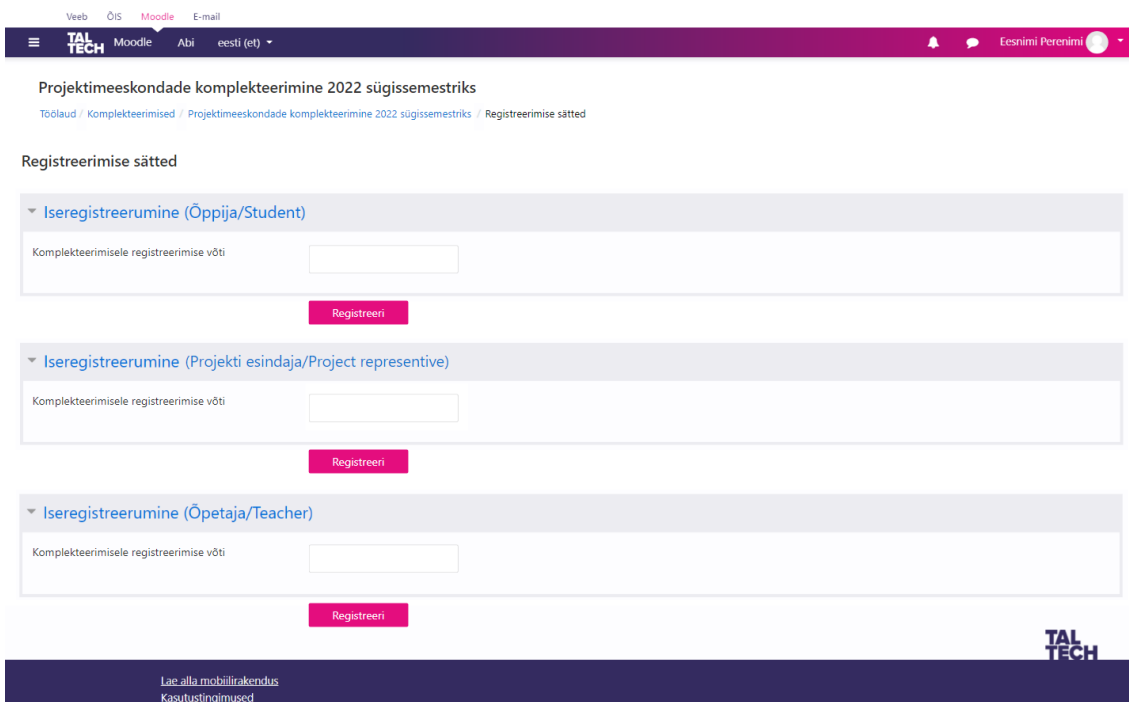 Veeb ÕIS Moodle E-mail
TAL TECH Moodle Abi eesti (et) Eesnimi Perenimi
Projektimeeskondade komplekteerimine 2022 sügissemestriks
Töölaud / Komplekteerimised / Projektimeeskondade komplekteerimine 2022 sügissemestriks / Registreerimise sätted
Registreerimise sätted
Iseregistreerumine (Õppija/Student)
Komplekteerimisele registreerimise võti
Registreeri
Iseregistreerumine (Projekti esindaja/Project representive)
Komplekteerimisele registreerimise võti
Registreeri
Iseregistreerumine (Õpetaja/Teacher)
Komplekteerimisele registreerimise võti
Registreeri
TAL
TECH
Lae alla mobiilirakendus
Kasutustingimused